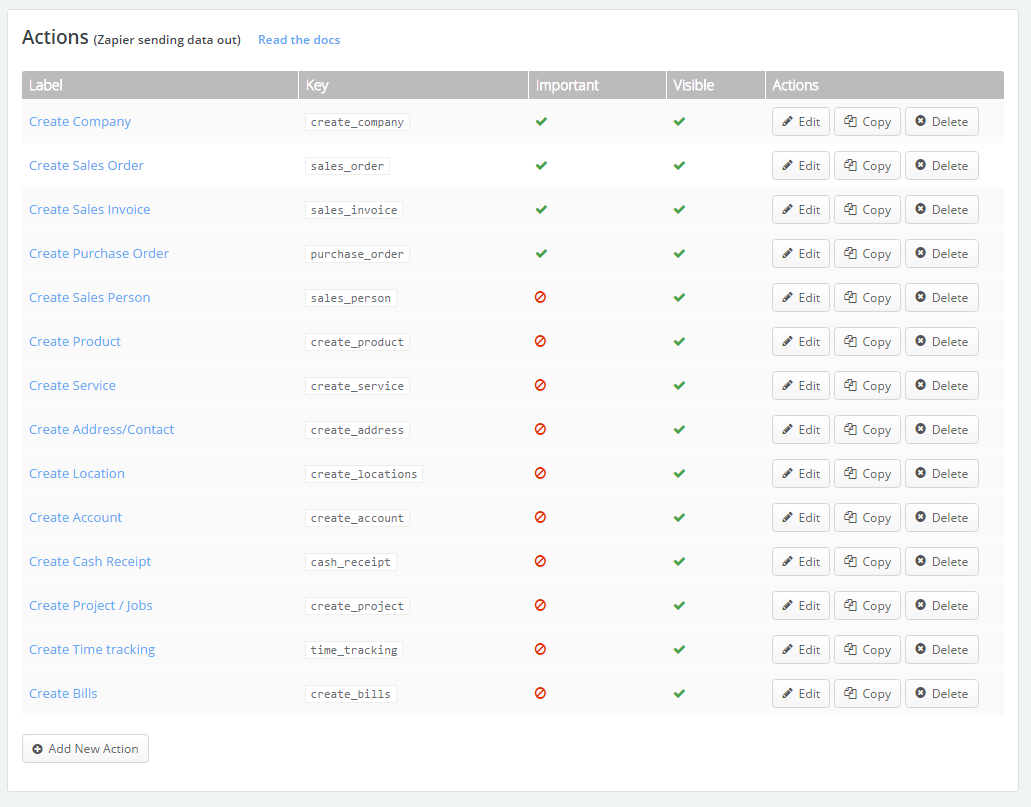 Actions (Zapier sending data out) Read the docs
Label Key Important Visible Actions
Create Company create_company Edit Copy Delete
Create Sales Order sales_order Edit Copy Delete
Create Sales Invoice sales_invoice Edit Copy Delete
Create Purchase Order purchase_order Edit Copy Delete
Create Sales Person sales_person Edit Copy Delete
Create Product create_product Edit Copy Delete
Create Service create_service Edit Copy Delete
Create Address/Contact create_address Edit Copy Delete
Create Location create_locations Edit Copy Delete
Create Account create_account Edit Copy Delete
Create Cash Receipt cash_receipt Edit Copy Delete
Create Project / Jobs create_project Edit Copy Delete
Create Time tracking time_tracking Edit Copy Delete
Create Bills create_bills Edit Copy Delete
Add New Action